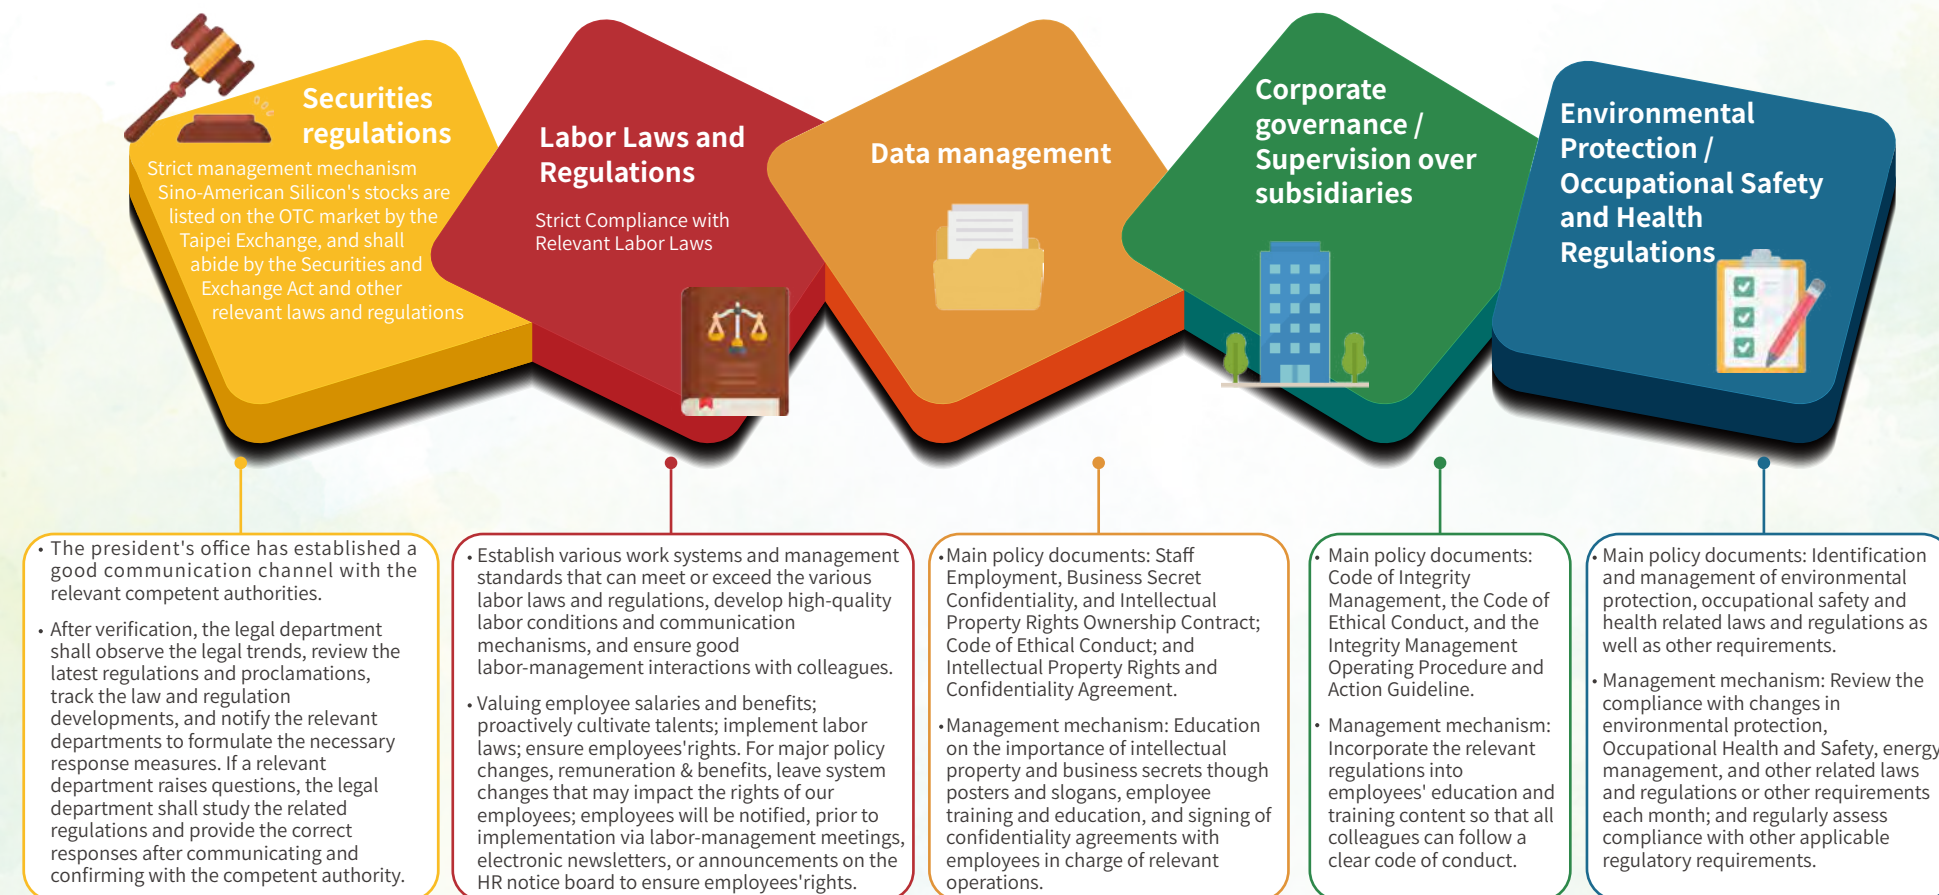 Securities
regulations
Strict management mechanism
Sino-American Silicon's stocks are
listed on the OTC market by the
Taipei Exchange, and shall
abide by the Securities and
Exchange Act and other
relevant laws and regulations
Labor Laws and
Regulations
Strict Compliance with
Relevant Labor Laws
Data management
Corporate
governance /
Supervision over
subsidiaries
Environmental
Protection /
Occupational Safety
and Health
Regulations
• The president's office has established a
good communication channel with the
relevant competent authorities.
• After verification, the legal department
shall observe the legal trends, review the
latest regulations and proclamations,
track the law and regulation
developments, and notify the relevant
departments to formulate the necessary
response measures. If a relevant
department raises questions, the legal
department shall study the related
regulations and provide the correct
responses after communicating and
confirming with the competent authority.
• Establish various work systems and management
standards that can meet or exceed the various
labor laws and regulations, develop high-quality
labor conditions and communication
mechanisms, and ensure good
labor-management interactions with colleagues.
• Valuing employee salaries and benefits;
proactively cultivate talents; implement labor
laws; ensure employees'rights. For major policy
changes, remuneration & benefits, leave system
changes that may impact the rights of our
employees; employees will be notified, prior to
implementation via labor-management meetings,
electronic newsletters, or announcements on the
HR notice board to ensure employees'rights.
• Main policy documents: Staff
Employment, Business Secret
Confidentiality, and Intellectual
Property Rights Ownership Contract;
Code of Ethical Conduct; and
Intellectual Property Rights and
Confidentiality Agreement.
• Management mechanism: Education
on the importance of intellectual
property and business secrets though
posters and slogans, employee
training and education, and signing of
confidentiality agreements with
employees in charge of relevant
operations.
• Main policy documents:
Code of Integrity
Management, the Code of
Ethical Conduct, and the
Integrity Management
Operating Procedure and
Action Guideline.
• Management mechanism:
Incorporate the relevant
regulations into
employees' education and
training content so that all
colleagues can follow a
clear code of conduct.
• Main policy documents: Identification
and management of environmental
protection, occupational safety and
health related laws and regulations as
well as other requirements.
• Management mechanism: Review the
compliance with changes in
environmental protection,
Occupational Health and Safety, energy
management, and other related laws
and regulations or other requirements
each month; and regularly assess
compliance with other applicable
regulatory requirements.